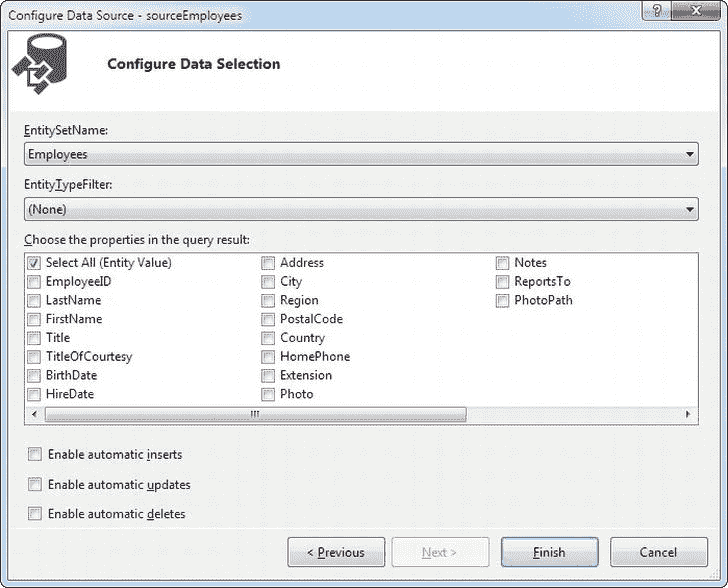 Configure Data Source - sourceEmployees
Configure Data Selection
EntitySetName:
Employees
EntityTypeFilter:
(None)
Choose the properties in the query result:
Select All (Entity Value)
EmployeeID
LastName
FirstName
Title
TitleOfCourtesy
BirthDate
HireDate
Address
City
Region
PostalCode
Country
HomePhone
Extension
Photo
Notes
ReportsTo
PhotoPath
Enable automatic inserts
Enable automatic updates
Enable automatic deletes
< Previous
Next >
Finish
Cancel